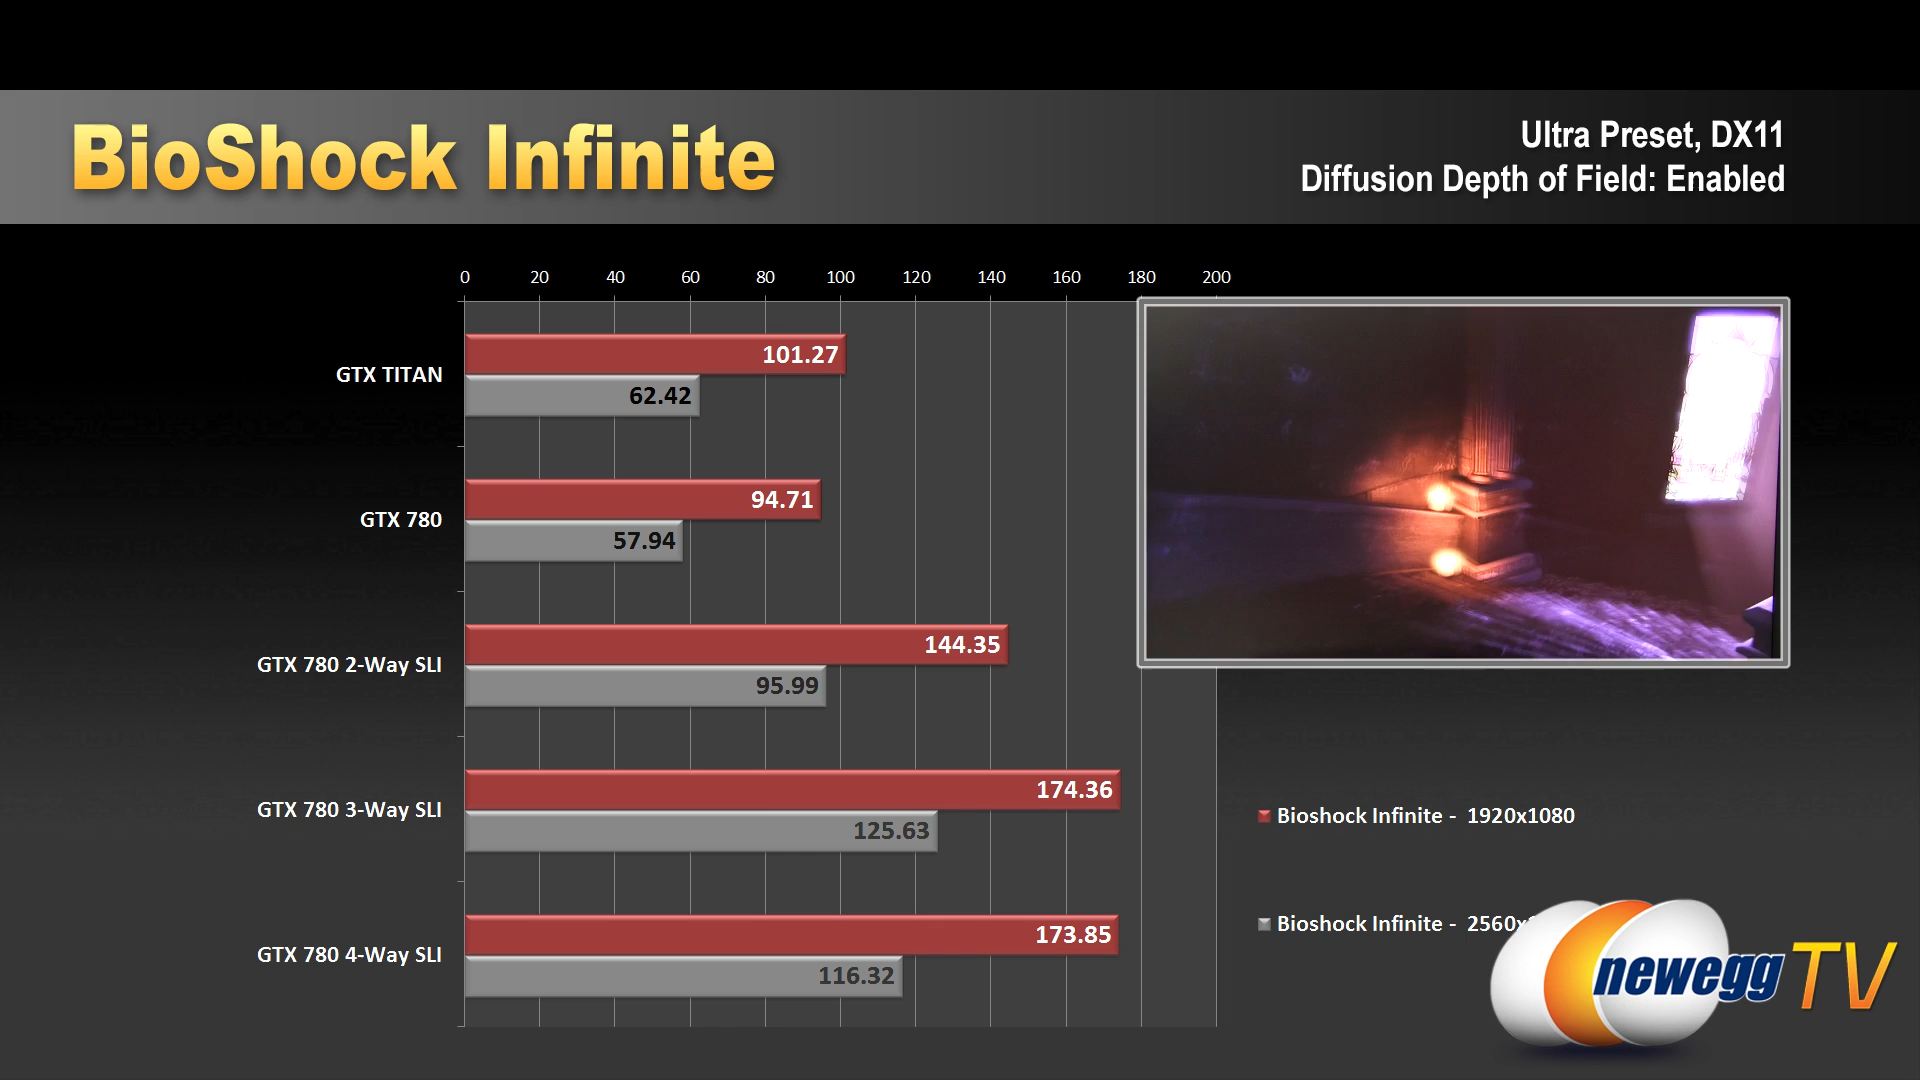 BioShock Infinite
Ultra Preset, DX11
Diffusion Depth of Field: Enabled
0 20 40 60 80 100 120 140 160 180 200
GTX TITAN
101.27
62.42
GTX 780
94.71
57.94
GTX 780 2-Way SLI
144.35
95.99
GTX 780 3-Way SLI
174.36
125.63
GTX 780 4-Way SLI
173.85
116.32
Bioshock Infinite - 1920x1080
Bioshock Infinite - 2560x
newegg TV